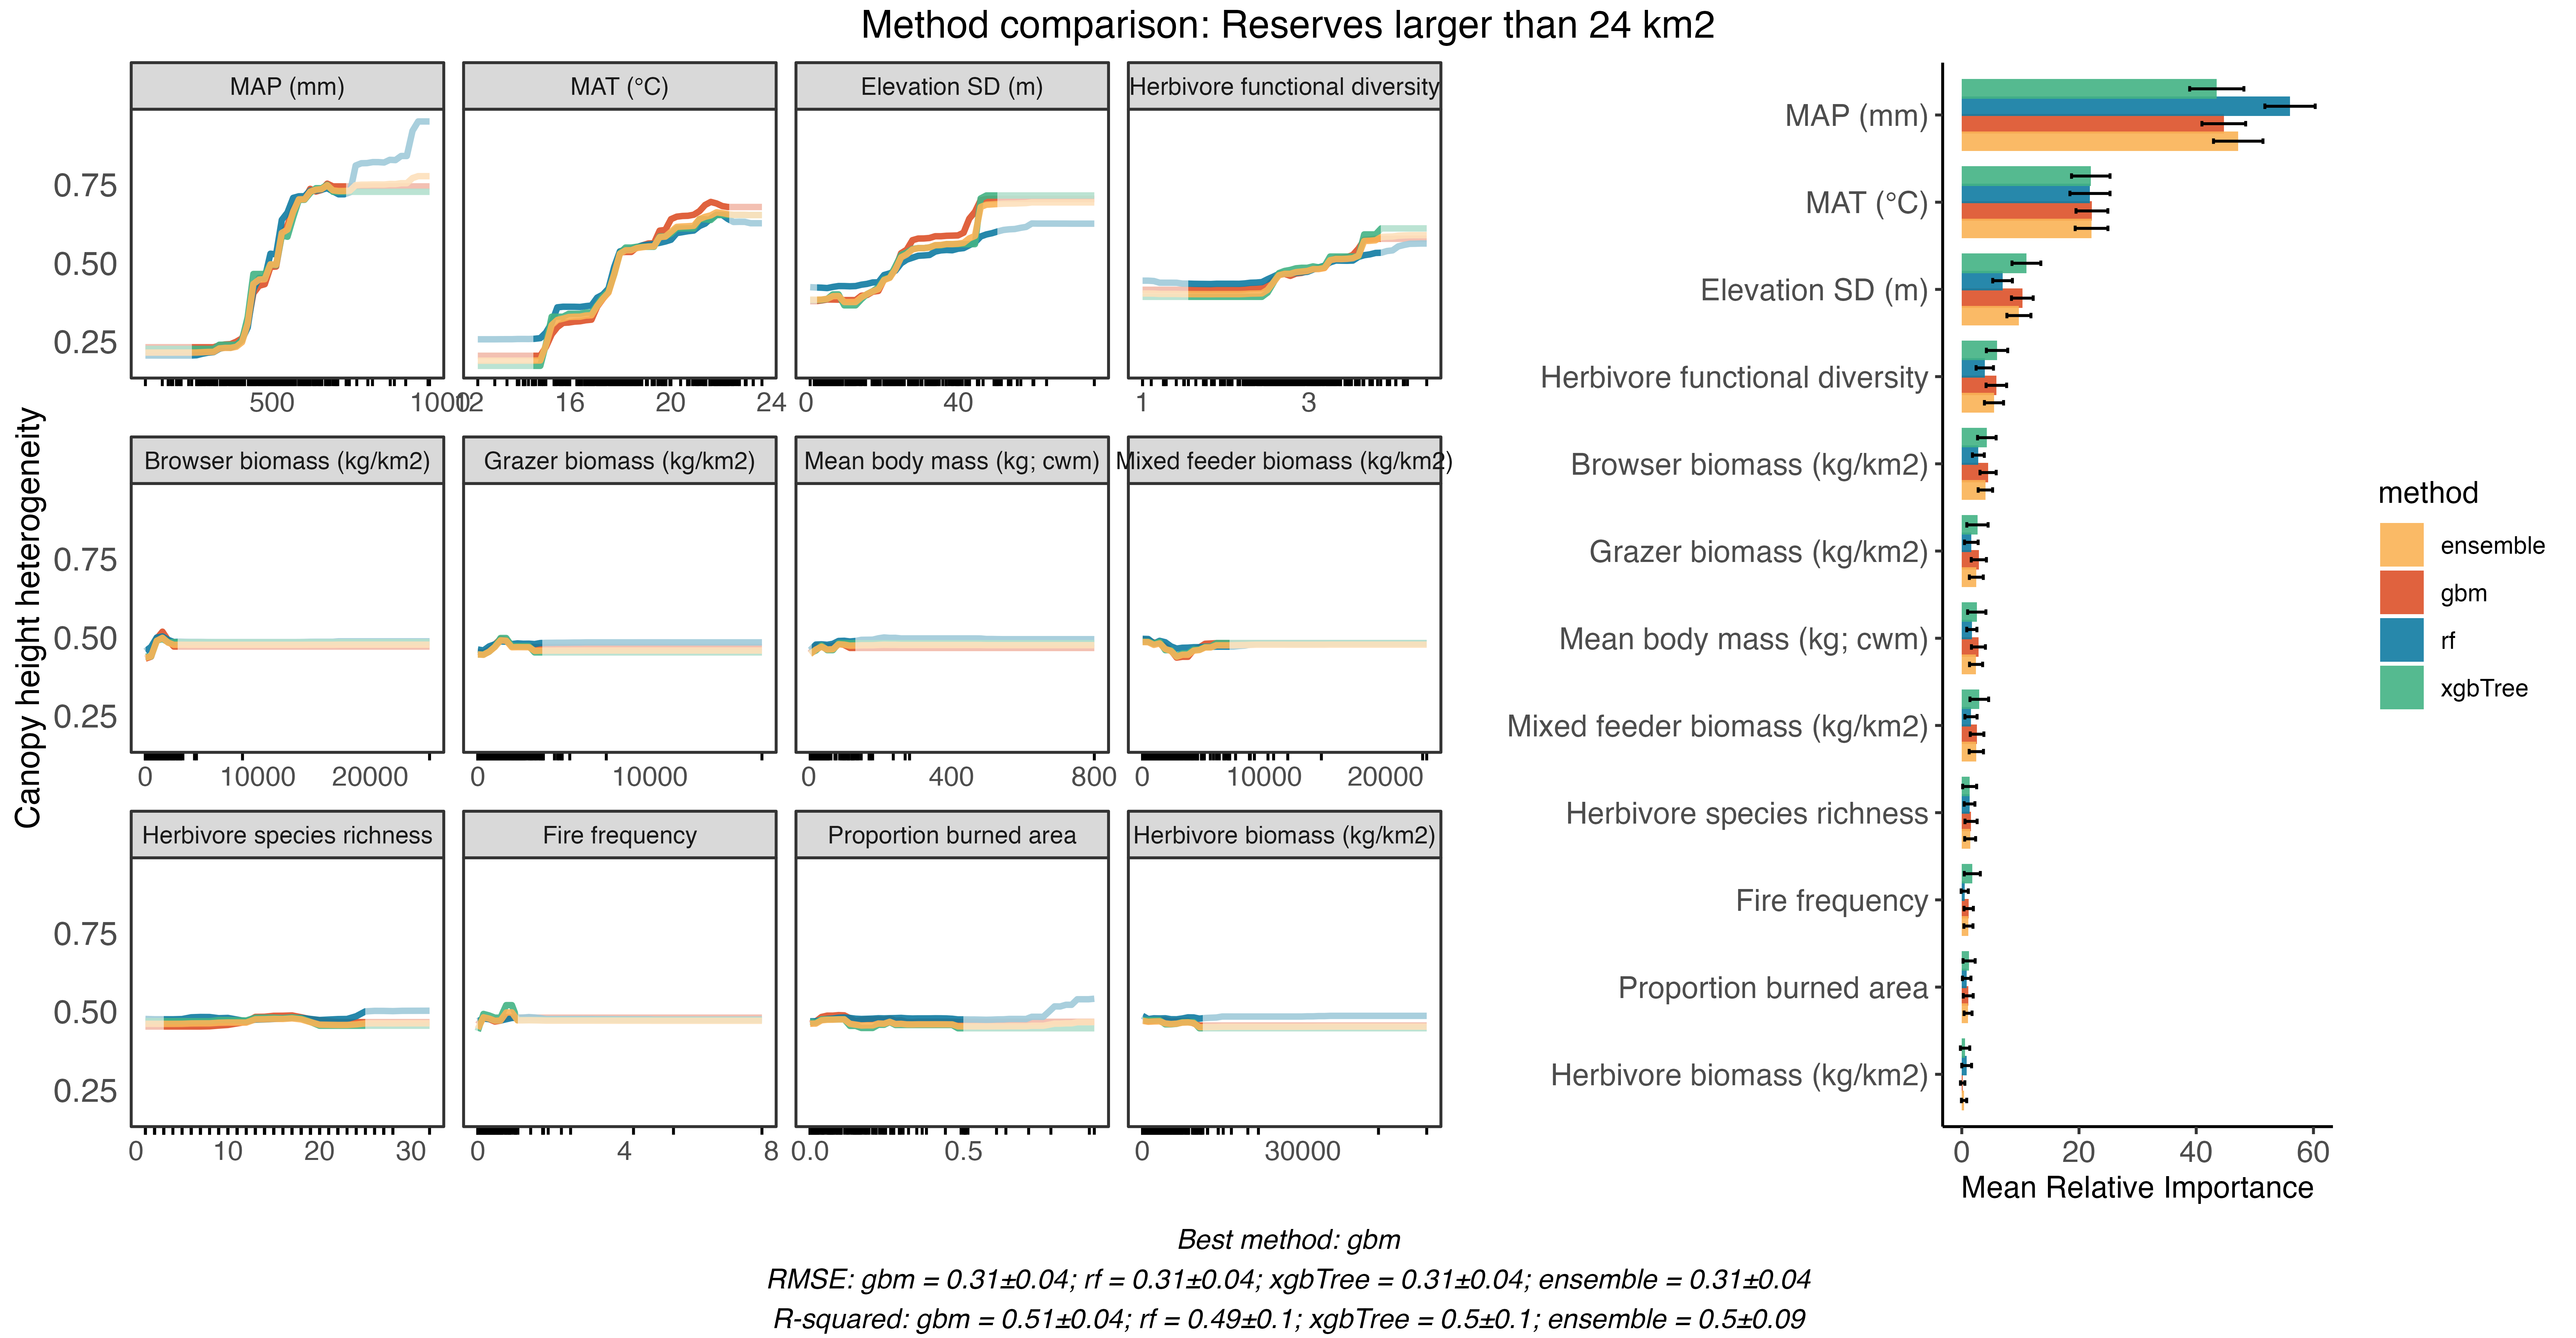 Method comparison: Reserves larger than 24 km2
Canopy height heterogeneity
MAP (mm)
MAT (°C)
Elevation SD (m)
Herbivore functional diversity
0.75
0.50
0.25
500 1000
12 16 20 24
0 40
1 3
Browser biomass (kg/km2)
Grazer biomass (kg/km2)
Mean body mass (kg; cwm)
Mixed feeder biomass (kg/km2)
0.75
0.50
0.25
0 10000 20000
0 10000
0 400 800
0 10000 20000
Herbivore species richness
Fire frequency
Proportion burned area
Herbivore biomass (kg/km2)
0.75
0.50
0.25
0 10 20 30
0 4 8
0.0 0.5
0 30000
MAP (mm)
MAT (°C)
Elevation SD (m)
Herbivore functional diversity
Browser biomass (kg/km2)
Grazer biomass (kg/km2)
Mean body mass (kg; cwm)
Mixed feeder biomass (kg/km2)
Herbivore species richness
Fire frequency
Proportion burned area
Herbivore biomass (kg/km2)
0 20 40 60
Mean Relative Importance
method
ensemble
gbm
rf
xgbTree
Best method: gbm
RMSE: gbm = 0.31±0.04; rf = 0.31±0.04; xgbTree = 0.31±0.04; ensemble = 0.31±0.04
R-squared: gbm = 0.51±0.04; rf = 0.49±0.1; xgbTree = 0.5±0.1; ensemble = 0.5±0.09